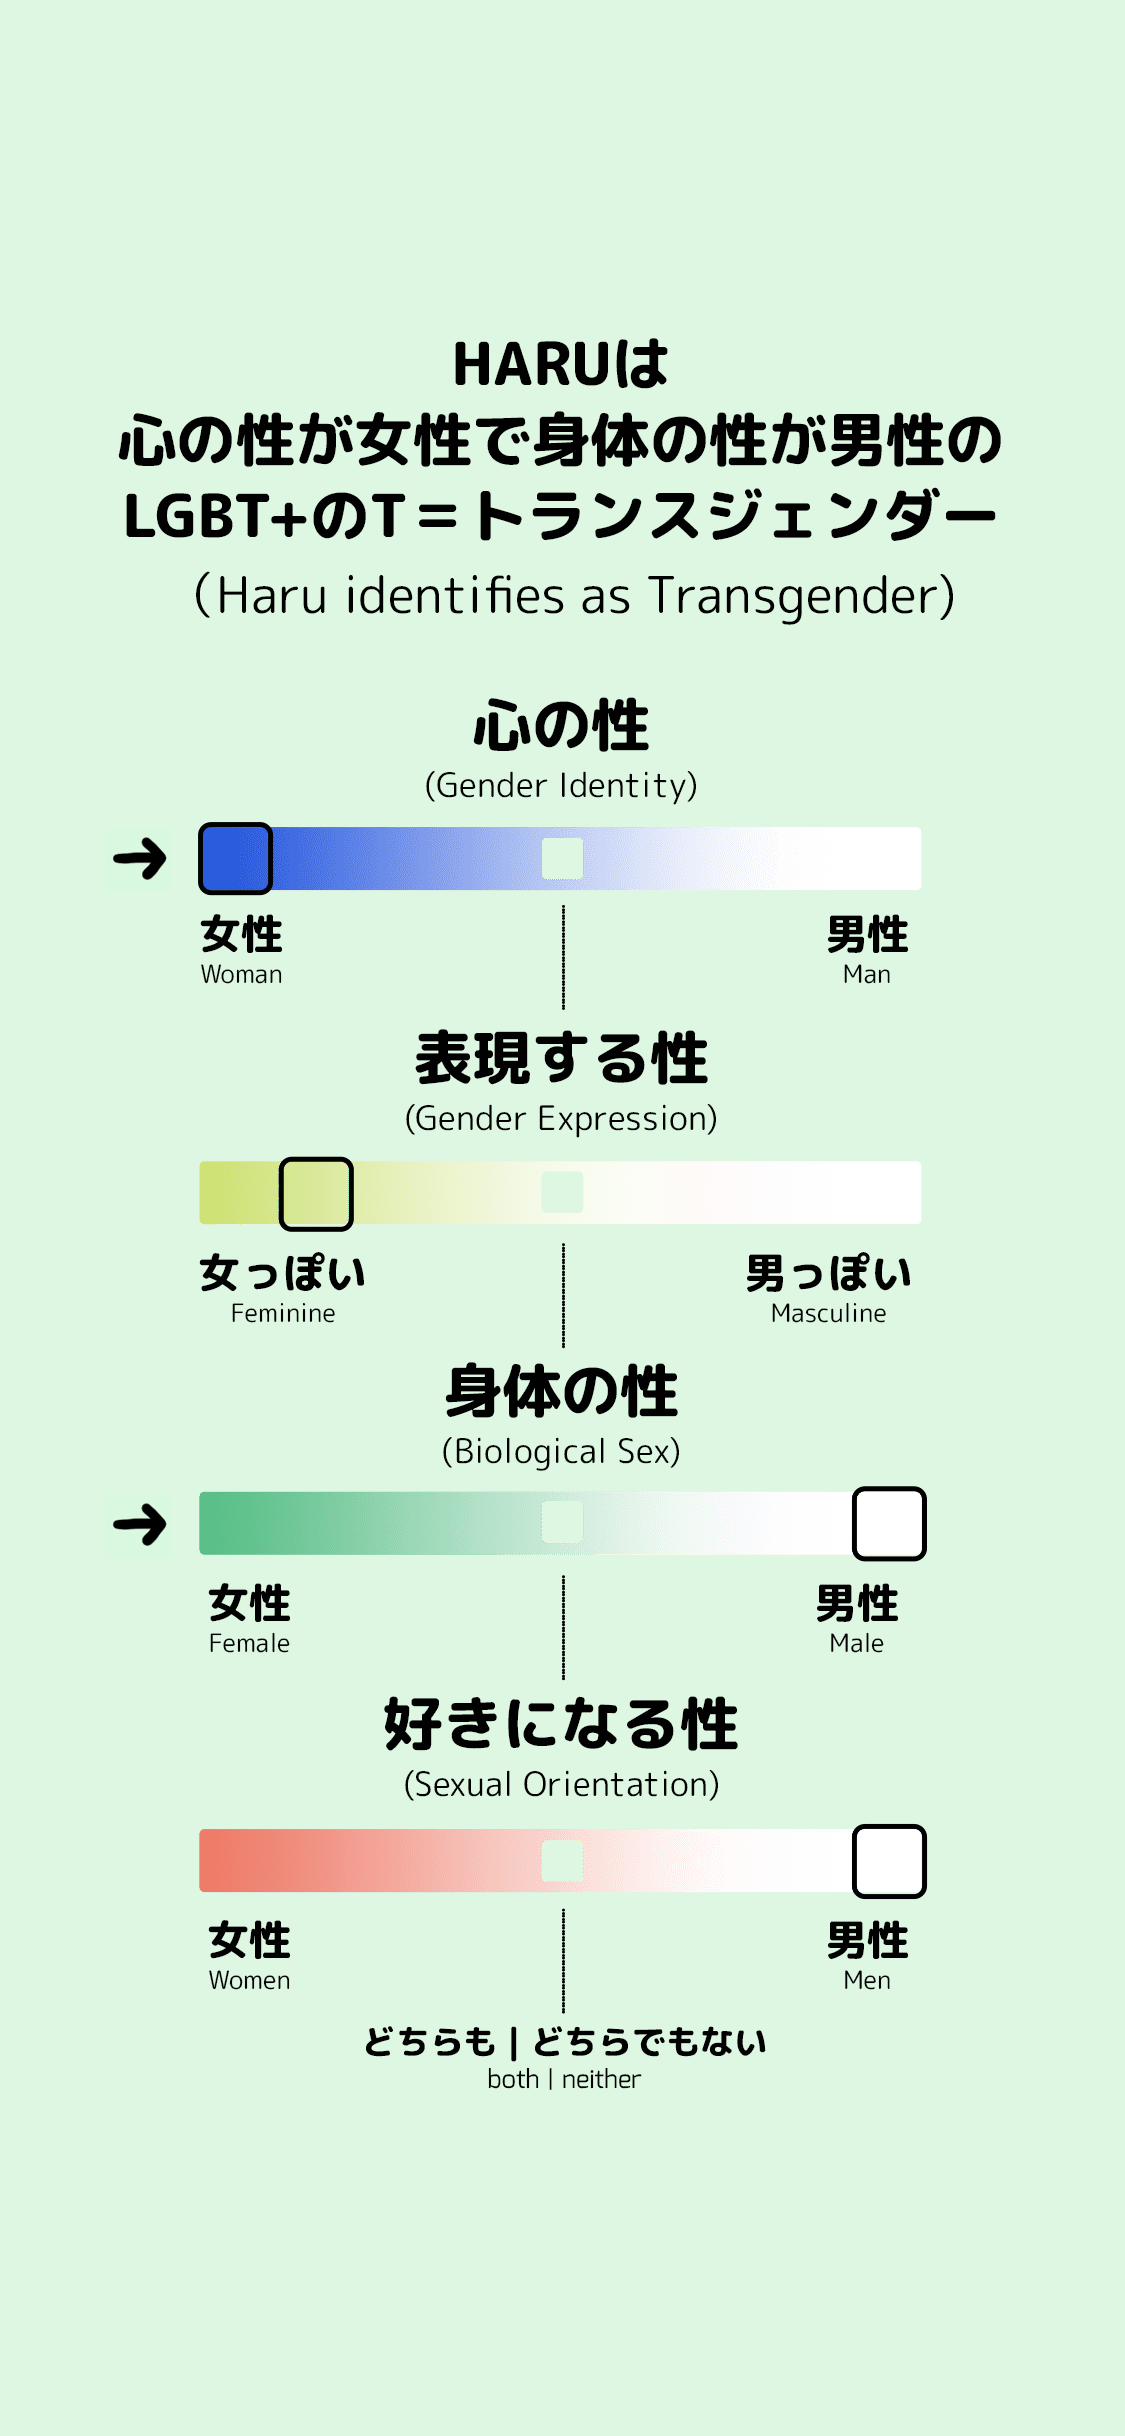 HARUは
心の性が女性で身体の性が男性の
LGBT+のT＝トランスジェンダー
（Haru identifies as Transgender)
心の性
(Gender Identity)
→
女性 男性
Woman Man
表現する性
(Gender Expression)
女っぽい 男っぽい
Feminine Masculine
身体の性
(Biological Sex)
→
女性 男性
Female Male
好きになる性
(Sexual Orientation)
女性 男性
Women Men
どちらも | どちらでもない
both | neither